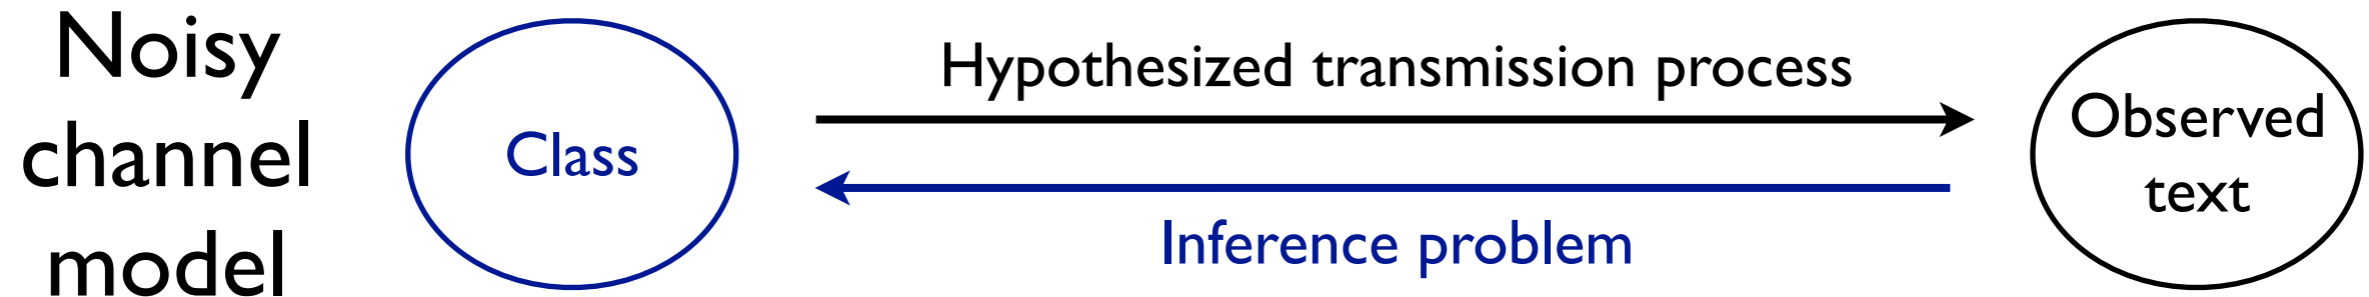 Noisy
channel
model
Class
Hypothesized transmission process
Inference problem
Observed
text